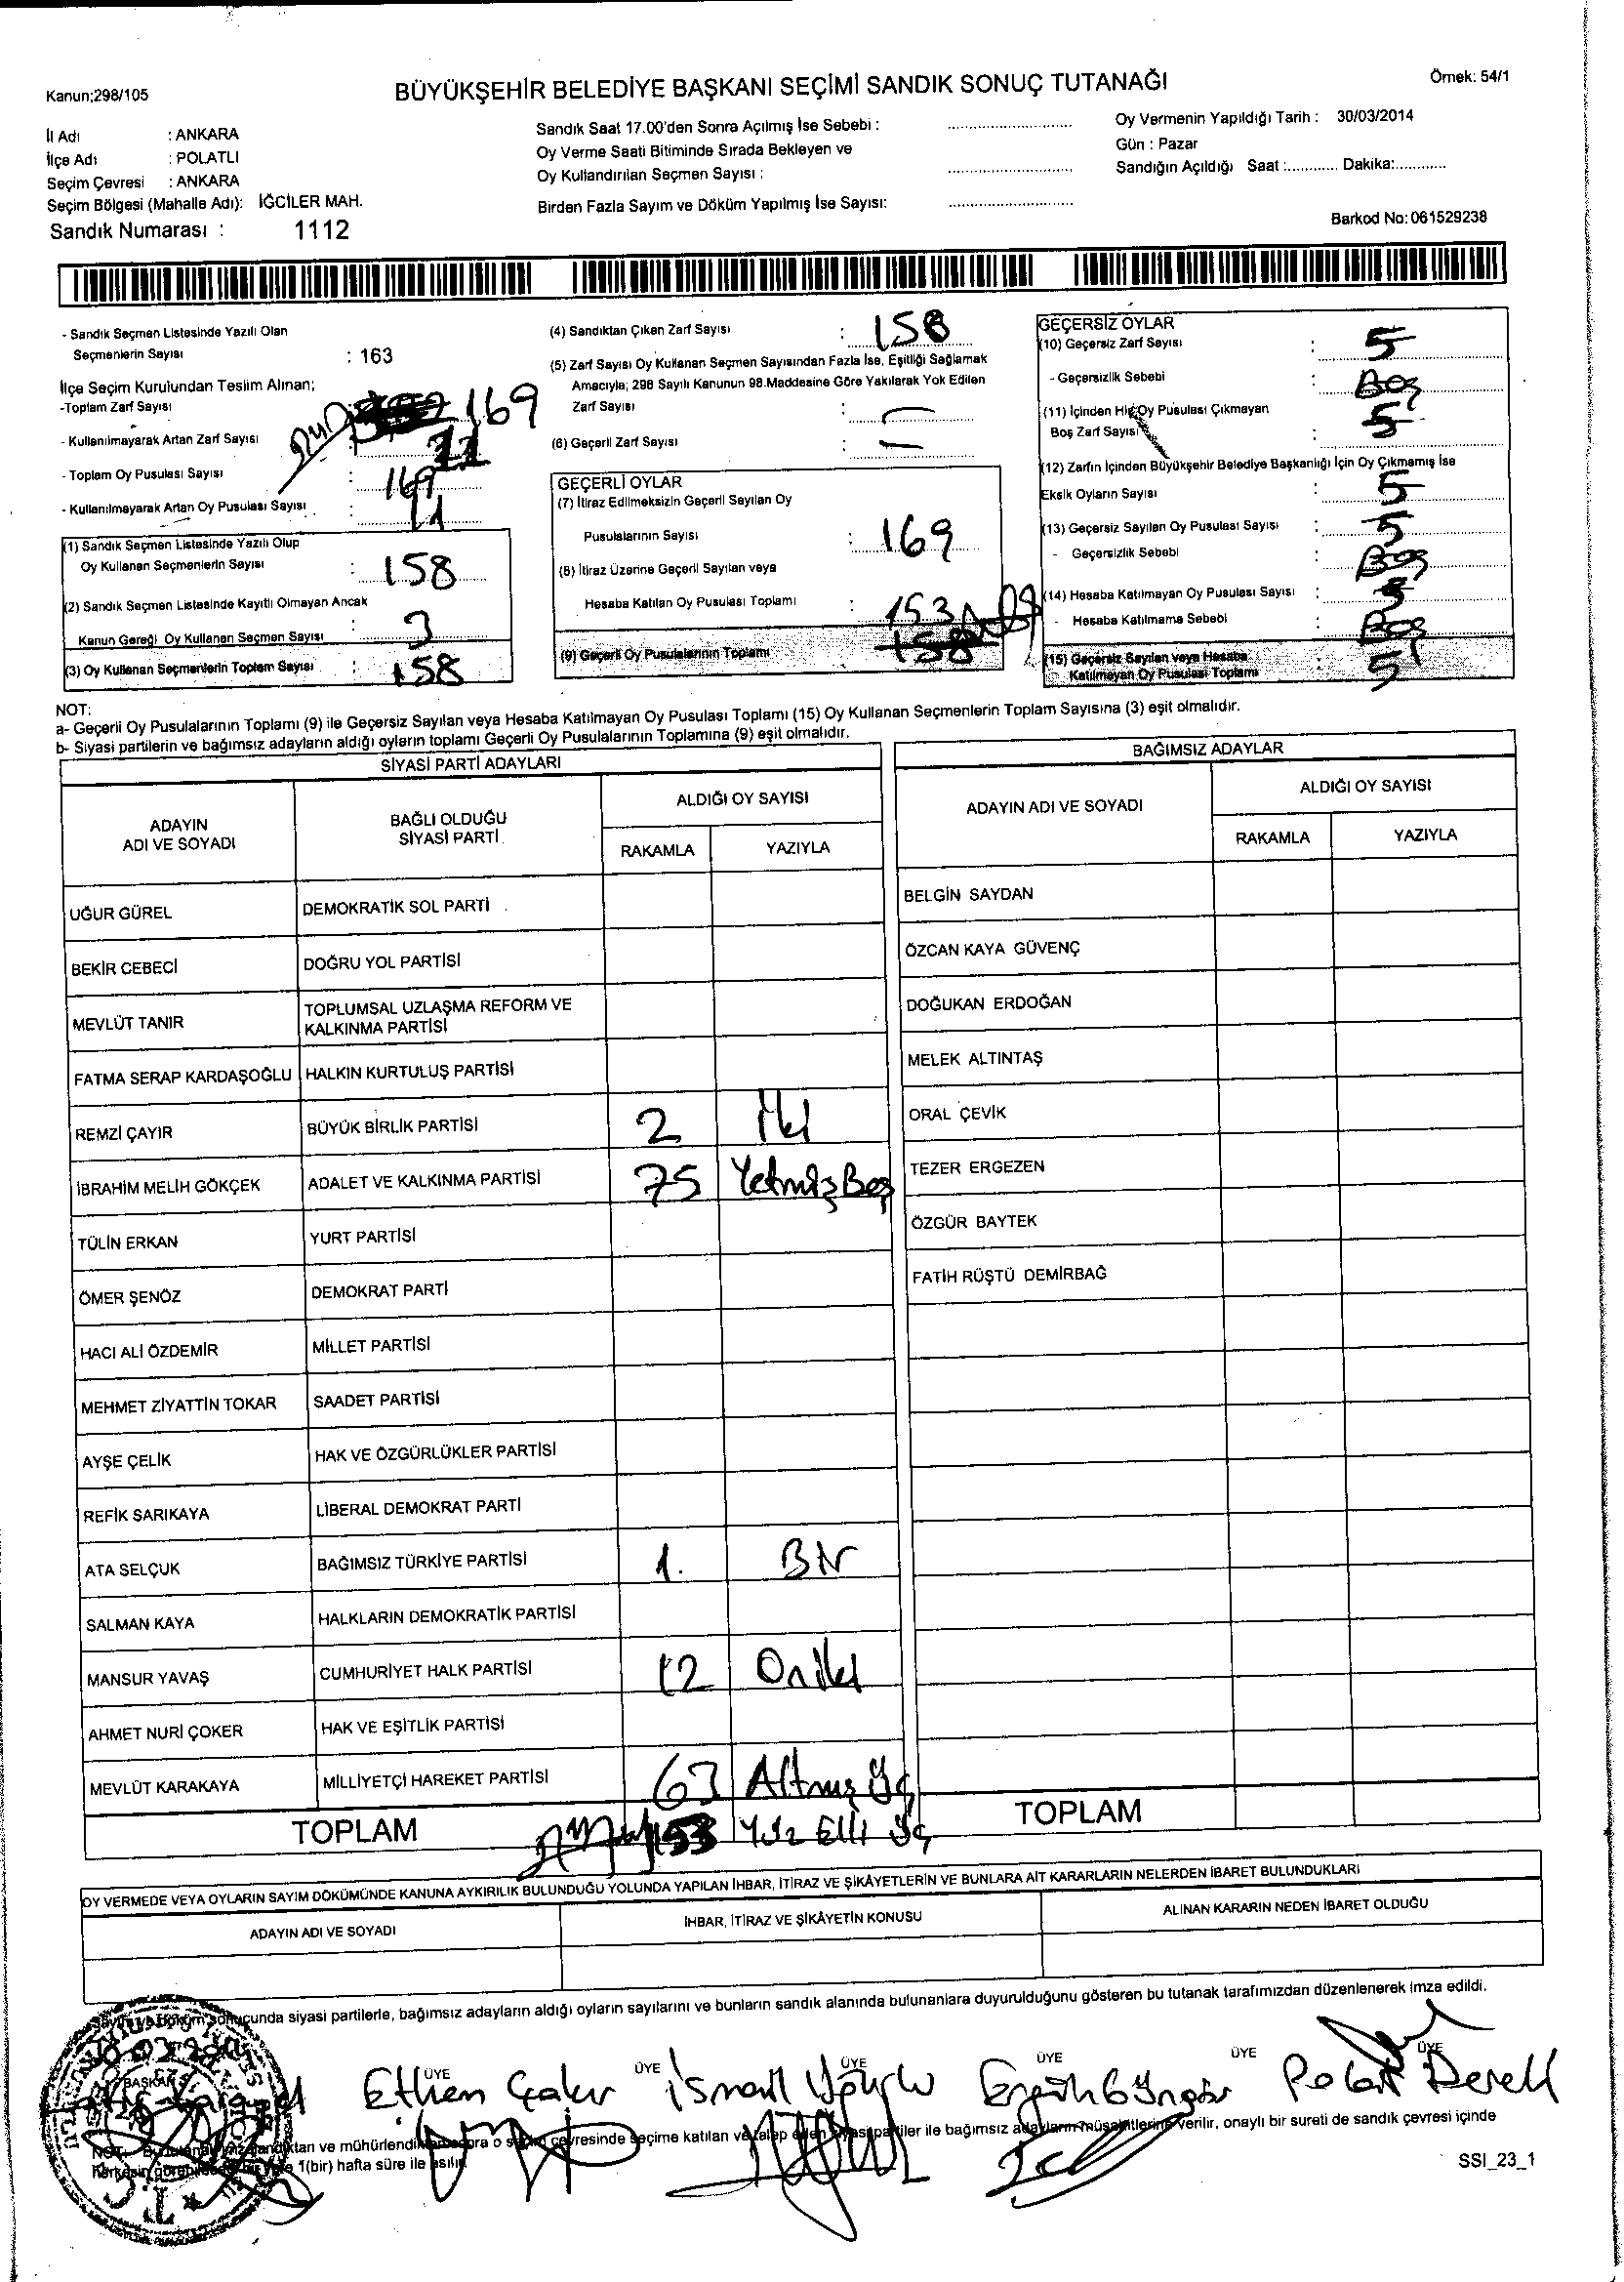 Kanun;298/105
BÜYÜKŞEHİR BELEDİYE BAŞKANI SEÇİMİ SANDIK SONUÇ TUTANAĞI
Örnek: 54/1
İl Adı : ANKARA
İlçe Adı : POLATLI
Seçim Çevresi : ANKARA
Seçim Bölgesi (Mahalle Adı): İĞCİLER MAH.
Sandık Numarası : 1112
Sandık Saat 17.00'den Sonra Açılmış İse Sebebi :
Oy Verme Saati Bitiminde Sırada Bekleyen ve
Oy Kullandırılan Seçmen Sayısı :
Birden Fazla Sayım ve Döküm Yapılmış İse Sayısı:
Oy Vermenin Yapıldığı Tarih : 30/03/2014
Gün : Pazar
Sandığın Açıldığı Saat :............ Dakika:............
Barkod No: 061529238
- Sandık Seçmen Listesinde Yazılı Olan
Seçmenlerin Sayısı : 163
İlçe Seçim Kurulundan Teslim Alınan;
-Toplam Zarf Sayısı 169
- Kullanılmayarak Artan Zarf Sayısı 11
- Toplam Oy Pusulası Sayısı : 169
- Kullanılmayarak Artan Oy Pusulası Sayısı : 11
(1) Sandık Seçmen Listesinde Yazılı Olup
Oy Kullanan Seçmenlerin Sayısı : 158
(2) Sandık Seçmen Listesinde Kayıtlı Olmayan Ancak
Kanun Gereği Oy Kullanan Seçmen Sayısı : 3
(3) Oy Kullanan Seçmenlerin Toplam Sayısı : 158
(4) Sandıktan Çıkan Zarf Sayısı : 158
(5) Zarf Sayısı Oy Kullanan Seçmen Sayısından Fazla İse, Eşitliği Sağlamak
Amacıyla; 298 Sayılı Kanunun 98.Maddesine Göre Yakılarak Yok Edilen
Zarf Sayısı : —
(6) Geçerli Zarf Sayısı : —
GEÇERLİ OYLAR
(7) İtiraz Edilmeksizin Geçerli Sayılan Oy
Pusulalarının Sayısı : 169
(8) İtiraz Üzerine Geçerli Sayılan veya
Hesaba Katılan Oy Pusulası Toplamı : 153
(9) Geçerli Oy Pusulalarının Toplamı 158
GEÇERSİZ OYLAR
(10) Geçersiz Zarf Sayısı : 5
- Geçersizlik Sebebi : Boş
(11) İçinden Hiç Oy Pusulası Çıkmayan
Boş Zarf Sayısı : 5
(12) Zarfın İçinden Büyükşehir Belediye Başkanlığı İçin Oy Çıkmamış İse
Eksik Oyların Sayısı : 5
(13) Geçersiz Sayılan Oy Pusulası Sayısı : 5
- Geçersizlik Sebebi : Boş
(14) Hesaba Katılmayan Oy Pusulası Sayısı : 5
- Hesaba Katılmama Sebebi : Boş
(15) Geçersiz Sayılan veya Hesaba
Katılmayan Oy Pusulası Toplamı : 5
NOT:
a- Geçerli Oy Pusulalarının Toplamı (9) ile Geçersiz Sayılan veya Hesaba Katılmayan Oy Pusulası Toplamı (15) Oy Kullanan Seçmenlerin Toplam Sayısına (3) eşit olmalıdır.
b- Siyasi partilerin ve bağımsız adayların aldığı oyların toplamı Geçerli Oy Pusulalarının Toplamına (9) eşit olmalıdır.
SİYASİ PARTİ ADAYLARI
ADAYIN ADI VE SOYADI
BAĞLI OLDUĞU SİYASİ PARTİ
ALDIĞI OY SAYISI
RAKAMLA YAZIYLA
UĞUR GÜREL DEMOKRATİK SOL PARTİ
BEKİR CEBECİ DOĞRU YOL PARTİSİ
MEVLÜT TANIR TOPLUMSAL UZLAŞMA REFORM VE KALKINMA PARTİSİ
FATMA SERAP KARDAŞOĞLU HALKIN KURTULUŞ PARTİSİ
REMZİ ÇAYIR BÜYÜK BİRLİK PARTİSİ 2 İki
İBRAHİM MELİH GÖKÇEK ADALET VE KALKINMA PARTİSİ 75 YetmişBeş
TÜLİN ERKAN YURT PARTİSİ
ÖMER ŞENÖZ DEMOKRAT PARTİ
HACI ALİ ÖZDEMİR MİLLET PARTİSİ
MEHMET ZİYATTİN TOKAR SAADET PARTİSİ
AYŞE ÇELİK HAK VE ÖZGÜRLÜKLER PARTİSİ
REFİK SARIKAYA LİBERAL DEMOKRAT PARTİ
ATA SELÇUK BAĞIMSIZ TÜRKİYE PARTİSİ 1. Bir
SALMAN KAYA HALKLARIN DEMOKRATİK PARTİSİ
MANSUR YAVAŞ CUMHURİYET HALK PARTİSİ 12 Oniki
AHMET NURİ ÇOKER HAK VE EŞİTLİK PARTİSİ
MEVLÜT KARAKAYA MİLLİYETÇİ HAREKET PARTİSİ 63 Altmış Üç
TOPLAM 153 Yüz Elli Üç
BAĞIMSIZ ADAYLAR
ADAYIN ADI VE SOYADI
ALDIĞI OY SAYISI
RAKAMLA YAZIYLA
BELGİN SAYDAN
ÖZCAN KAYA GÜVENÇ
DOĞUKAN ERDOĞAN
MELEK ALTINTAŞ
ORAL ÇEVİK
TEZER ERGEZEN
ÖZGÜR BAYTEK
FATİH RÜŞTÜ DEMİRBAĞ
TOPLAM
OY VERMEDE VEYA OYLARIN SAYIM DÖKÜMÜNDE KANUNA AYKIRILIK BULUNDUĞU YOLUNDA YAPILAN İHBAR, İTİRAZ VE ŞİKÂYETLERİN VE BUNLARA AİT KARARLARIN NELERDEN İBARET BULUNDUKLARI
ADAYIN ADI VE SOYADI
İHBAR, İTİRAZ VE ŞİKÂYETİN KONUSU
ALINAN KARARIN NEDEN İBARET OLDUĞU
siyasi partilerle, bağımsız adayların aldığı oyların sayılarını ve bunların sandık alanında bulunanlara duyurulduğunu gösteren bu tutanak tarafımızdan düzenlenerek imza edildi.
BAŞKAN ÜYE ÜYE ÜYE ÜYE ÜYE ÜYE
Ethem Çakır İsmail Polat
ve mühürlendikten sonra o seçim çevresinde seçime katılan ve talep eden siyasi partiler ile bağımsız adayların müşahitlerine verilir, onaylı bir sureti de sandık çevresi içinde
1(bir) hafta süre ile asılır.
SSI_23_1